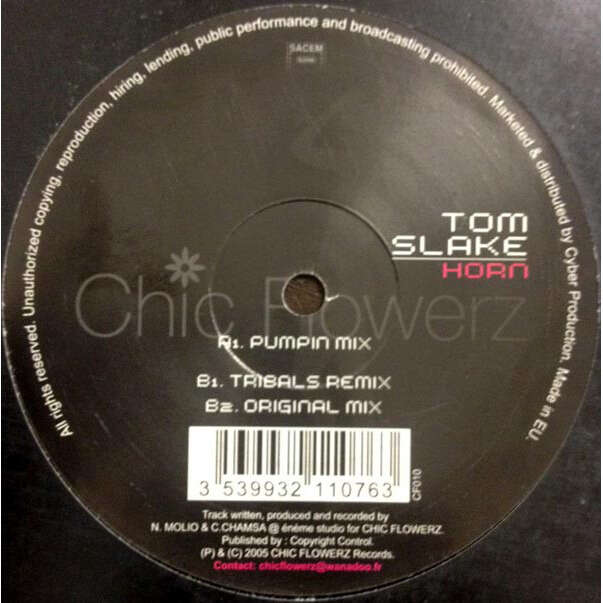 All rights reserved. Unauthorized copying, reproduction, hiring, lending, public performance and broadcasting prohibited. Marketed & distributed by Cyber Production. Made in EU.
SACEM
TOM
SLAKE
HORN
Chic Flowerz
A1. PUMPIN MIX
B1. TRIBALS REMIX
B2. ORIGINAL MIX
3 539932 110763
CF010
Track written, produced and recorded by
N. MOLIO & C.CHAMSA @ énème studio for CHIC FLOWERZ.
Published by : Copyright Control.
(P) & (C) 2005 CHIC FLOWERZ Records.
Contact: chicflowerz@wanadoo.fr